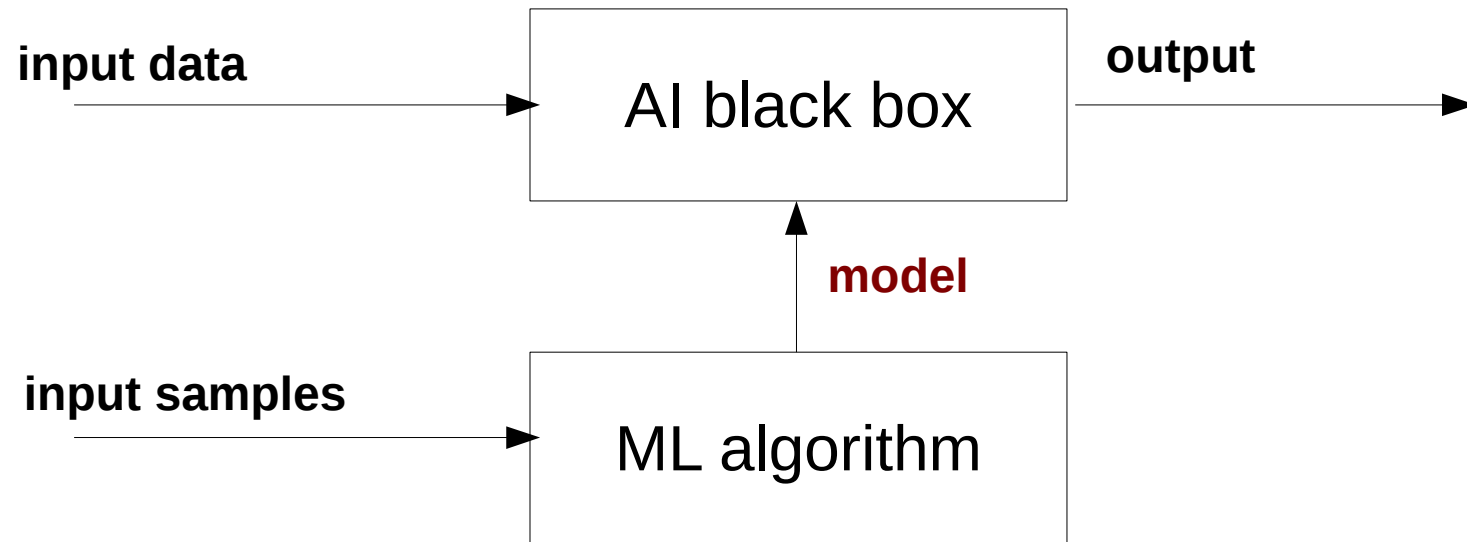 input data
output
AI black box
model
input samples
ML algorithm